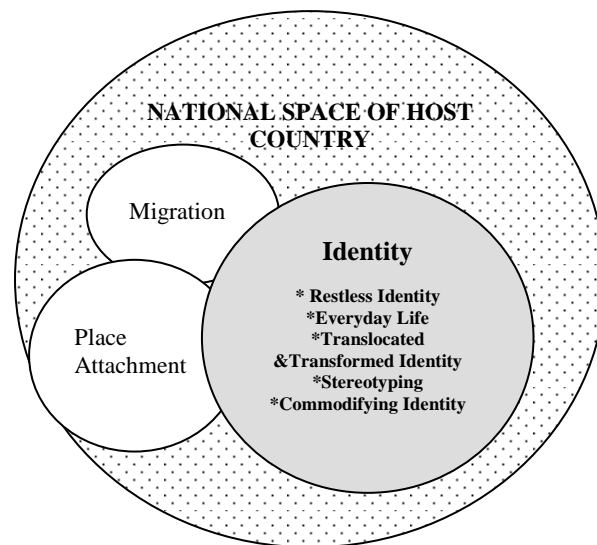 NATIONAL SPACE OF HOST
COUNTRY
Migration
Identity
* Restless Identity
*Everyday Life
*Translocated
&Transformed Identity
*Stereotyping
*Commodifying Identity
Place
Attachment